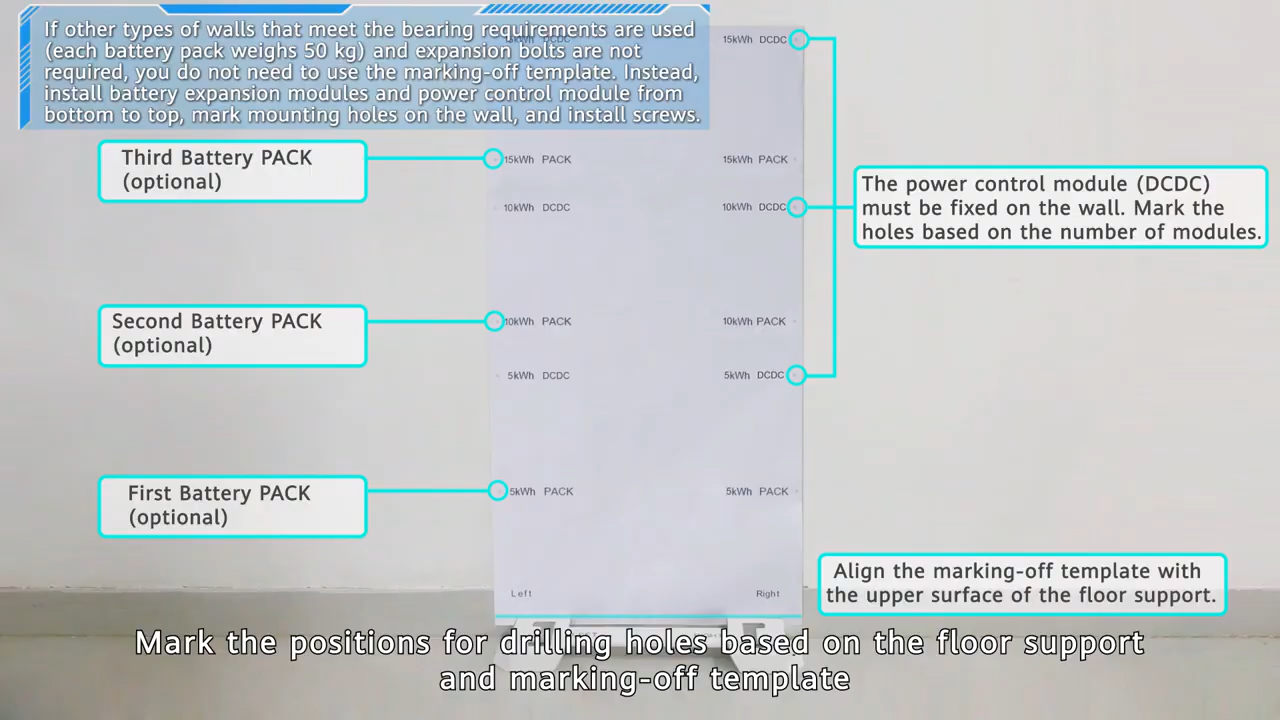 If other types of walls that meet the bearing requirements are used
(each battery pack weighs 50 kg) and expansion bolts are not
required, you do not need to use the marking-off template. Instead,
install battery expansion modules and power control module from
bottom to top, mark mounting holes on the wall, and install screws.
15kWh DCDC
15kWh DCDC
Third Battery PACK
(optional)
15kWh PACK
15kWh PACK
10kWh DCDC
10kWh DCDC
The power control module (DCDC)
must be fixed on the wall. Mark the
holes based on the number of modules.
Second Battery PACK
(optional)
10kWh PACK
10kWh PACK
5kWh DCDC
5kWh DCDC
First Battery PACK
(optional)
5kWh PACK
5kWh PACK
Left
Right
Align the marking-off template with
the upper surface of the floor support.
Mark the positions for drilling holes based on the floor support
and marking-off template